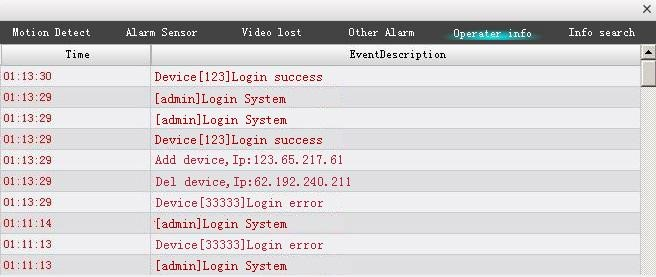 Motion Detect Alarm Sensor Video lost Other Alarm Operater info Info search
Time EventDescription
01:13:30 Device[123]Login success
01:13:29 [admin]Login System
01:13:29 [admin]Login System
01:13:29 Device[123]Login success
01:13:29 Add device,Ip:123.65.217.61
01:13:29 Del device,Ip:62.192.240.211
01:13:29 Device[33333]Login error
01:11:14 [admin]Login System
01:11:13 Device[33333]Login error
01:11:13 [admin]Login System